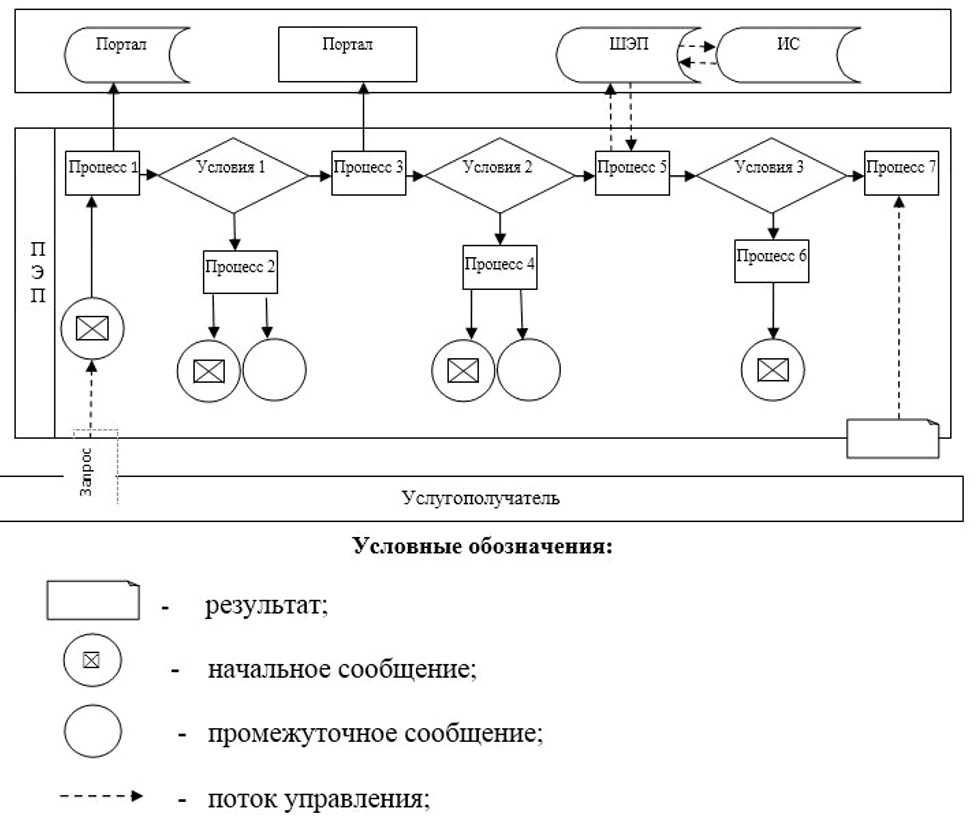 Портал
Портал
ШЭП
ИС
Процесс 1
Условия 1
Процесс 3
Условия 2
Процесс 5
Условия 3
Процесс 7
П
Э
П
Процесс 2
Процесс 4
Процесс 6
Запрос
Услугополучатель
Условные обозначения:
- результат;
- начальное сообщение;
- промежуточное сообщение;
- поток управления;